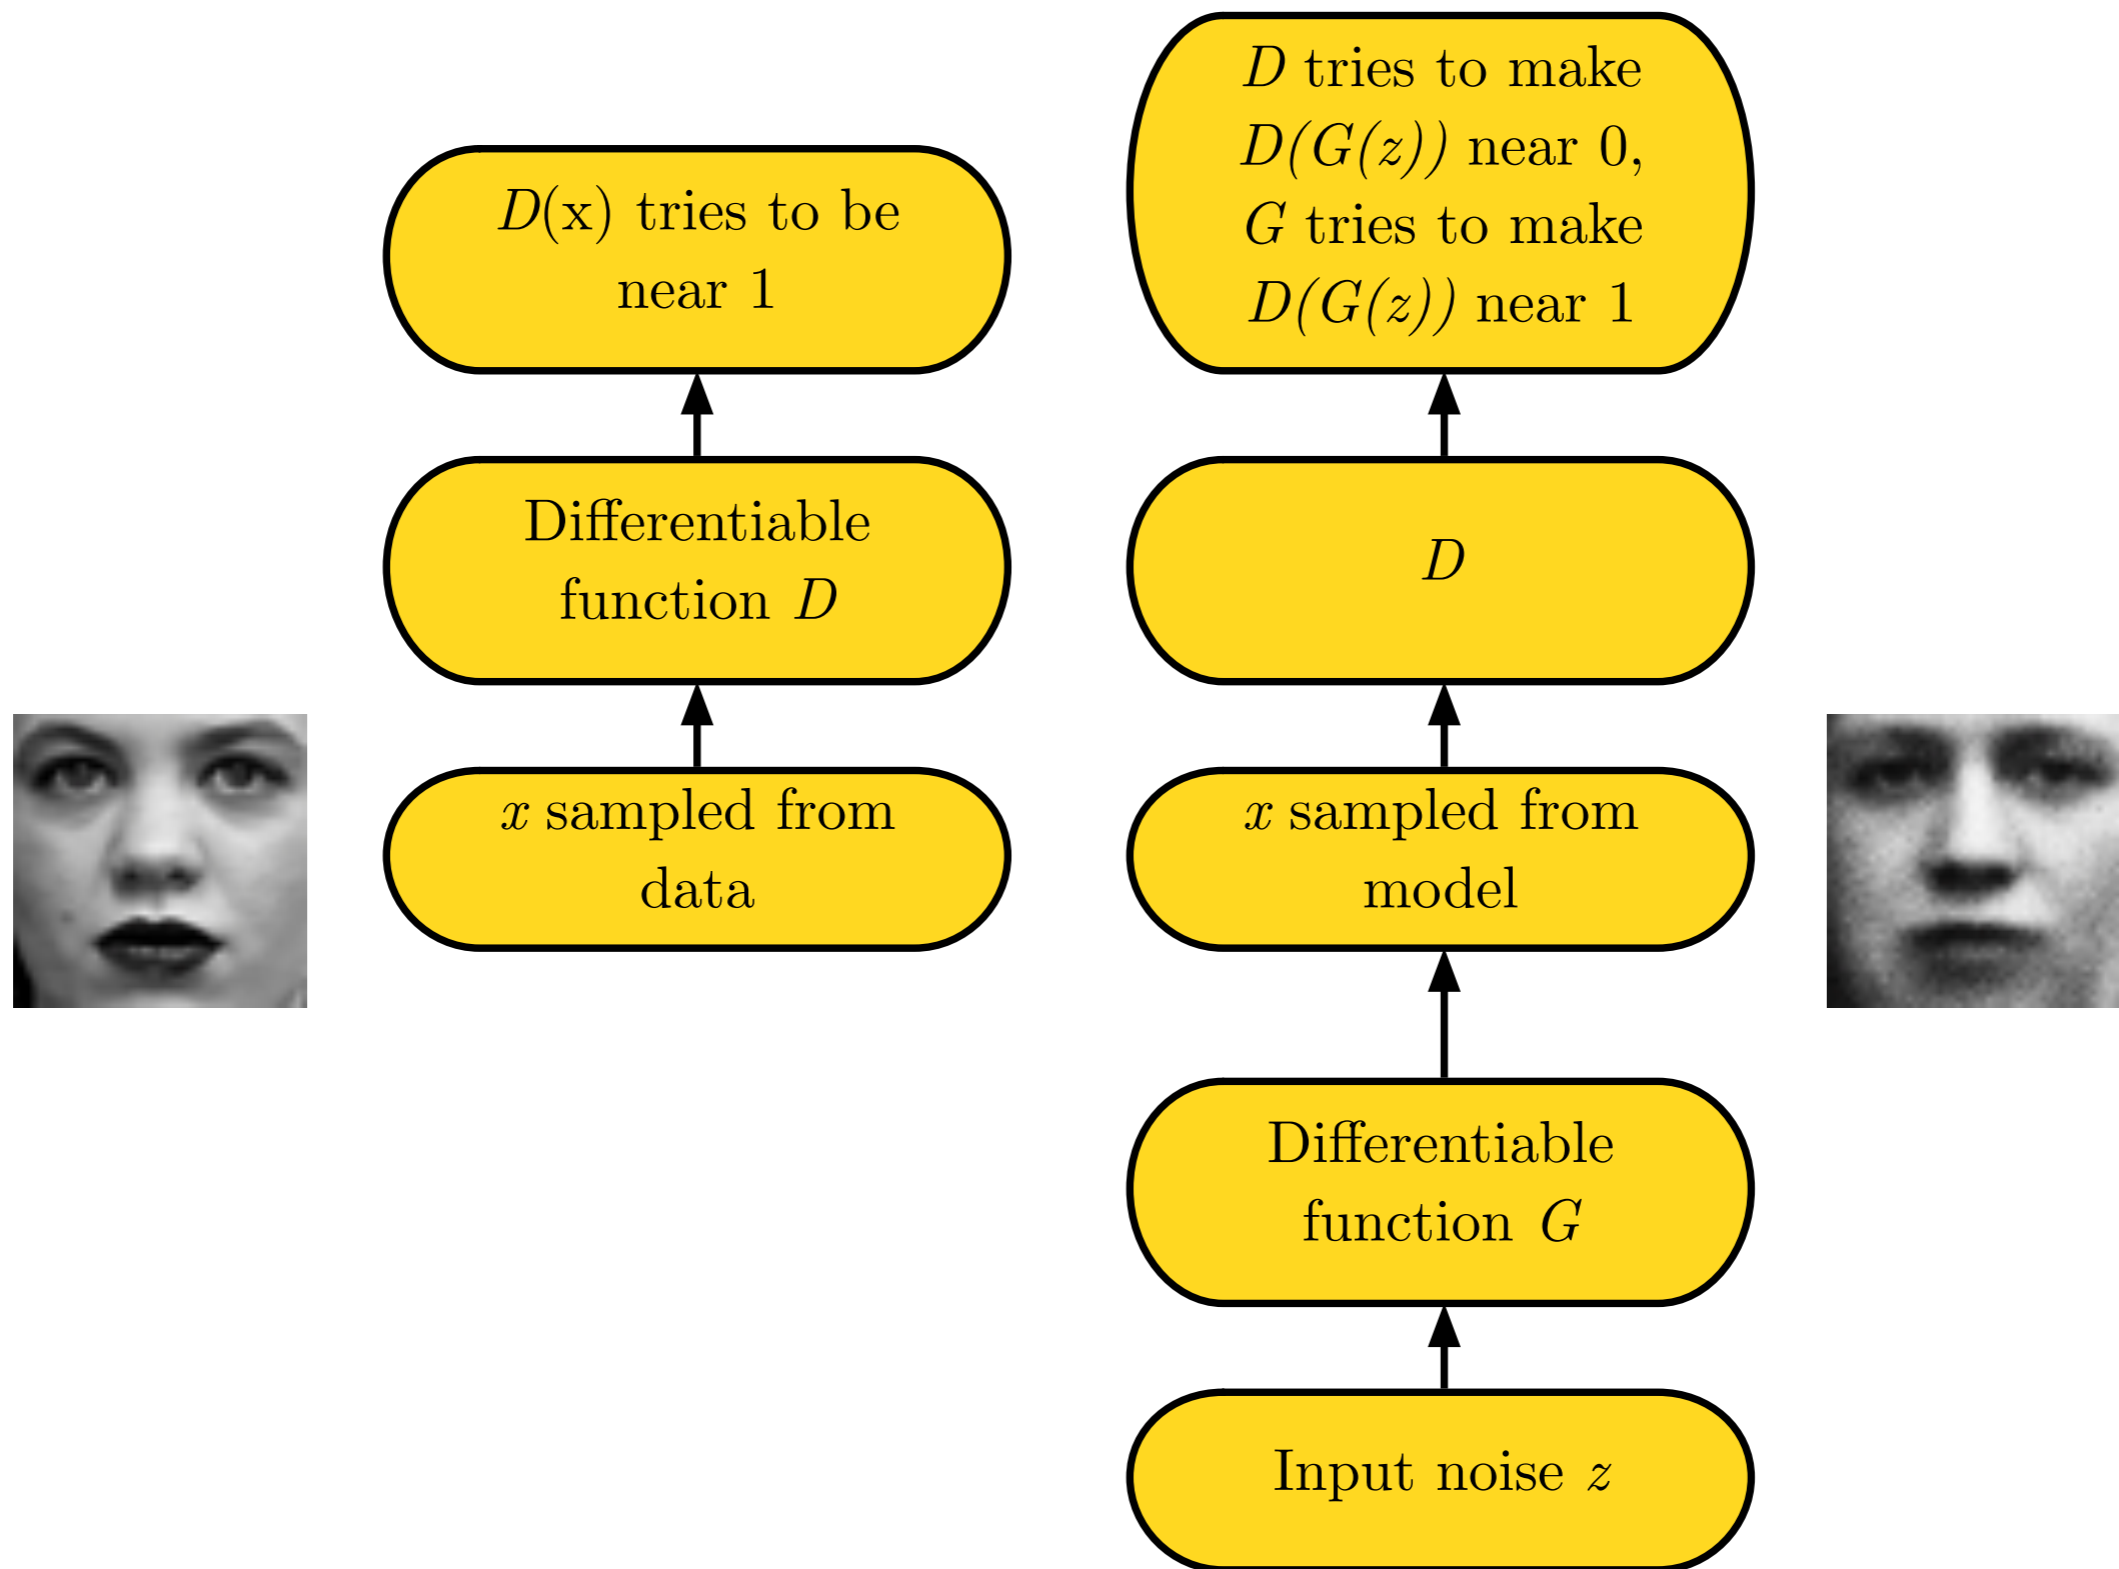 D(x) tries to be
near 1
Differentiable
function D
x sampled from
data
D tries to make
D(G(z)) near 0,
G tries to make
D(G(z)) near 1
D
x sampled from
model
Differentiable
function G
Input noise z